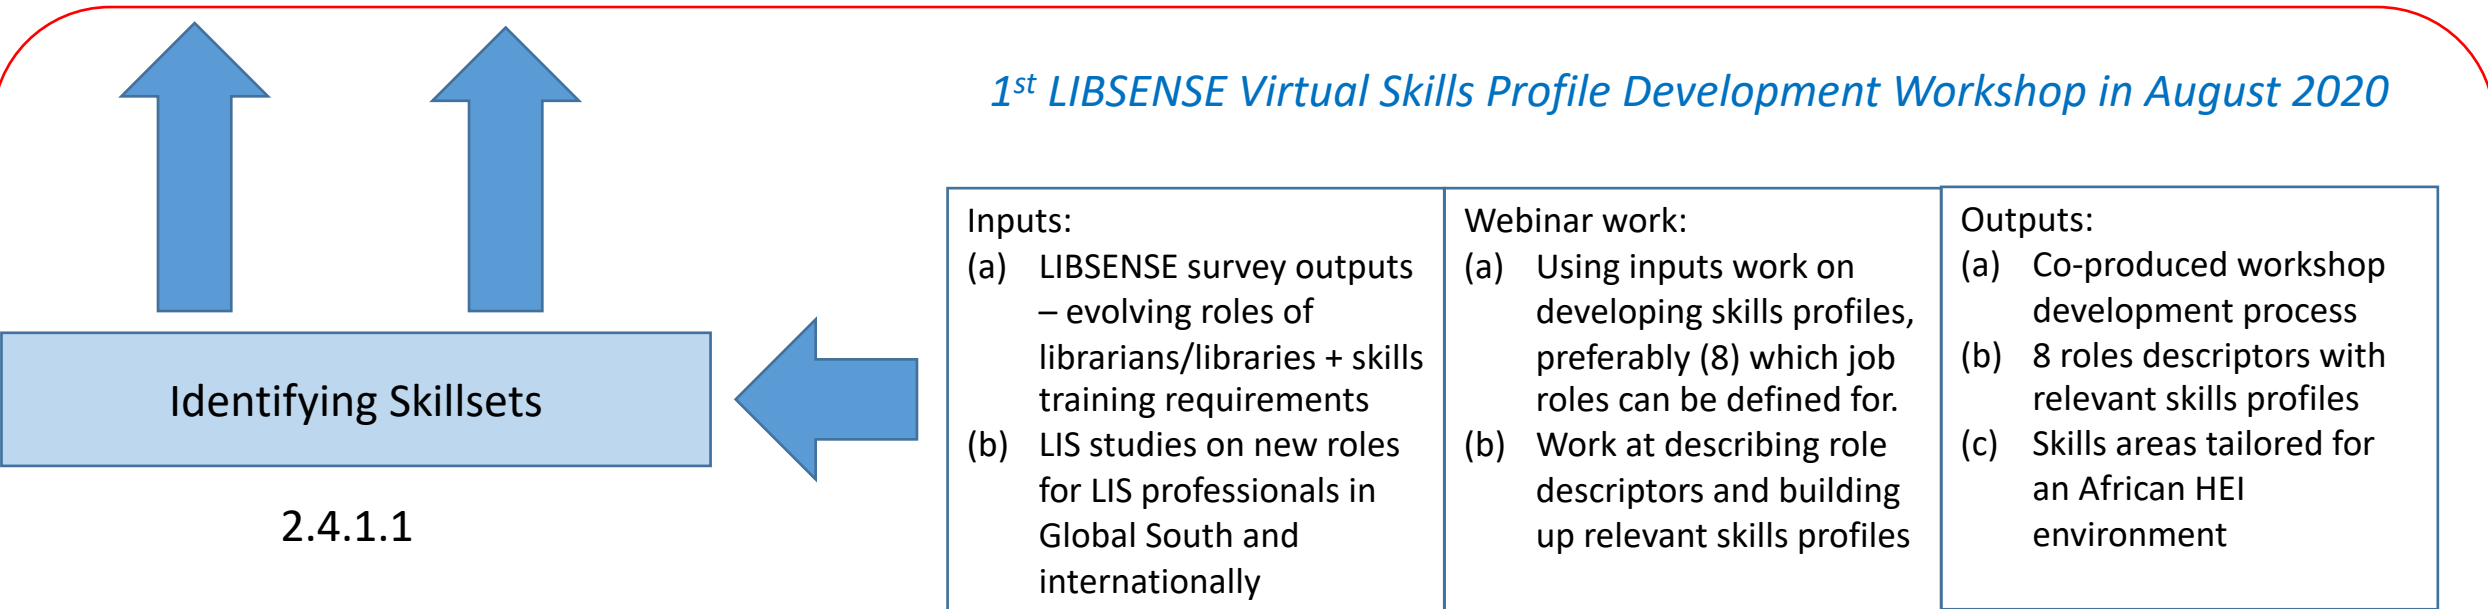 1st LIBSENSE Virtual Skills Profile Development Workshop in August 2020
Identifying Skillsets
2.4.1.1
Inputs:
(a) LIBSENSE survey outputs
– evolving roles of
librarians/libraries + skills
training requirements
(b) LIS studies on new roles
for LIS professionals in
Global South and
internationally
Webinar work:
(a) Using inputs work on
developing skills profiles,
preferably (8) which job
roles can be defined for.
(b) Work at describing role
descriptors and building
up relevant skills profiles
Outputs:
(a) Co-produced workshop
development process
(b) 8 roles descriptors with
relevant skills profiles
(c) Skills areas tailored for
an African HEI
environment